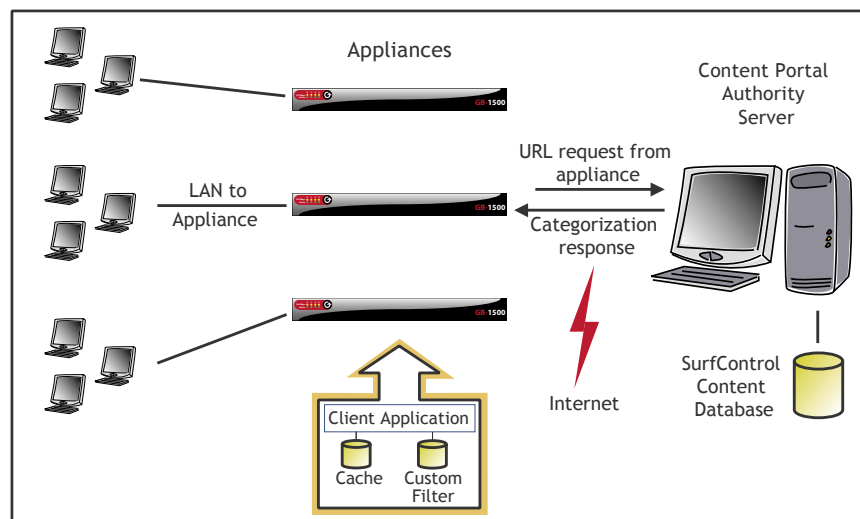 Appliances
GB-1500
Content Portal
Authority
Server
URL request from
appliance
LAN to
Appliance
GB-1500
Categorization
response
GB-1500
SurfControl
Content
Database
Internet
Client Application
Cache
Custom
Filter